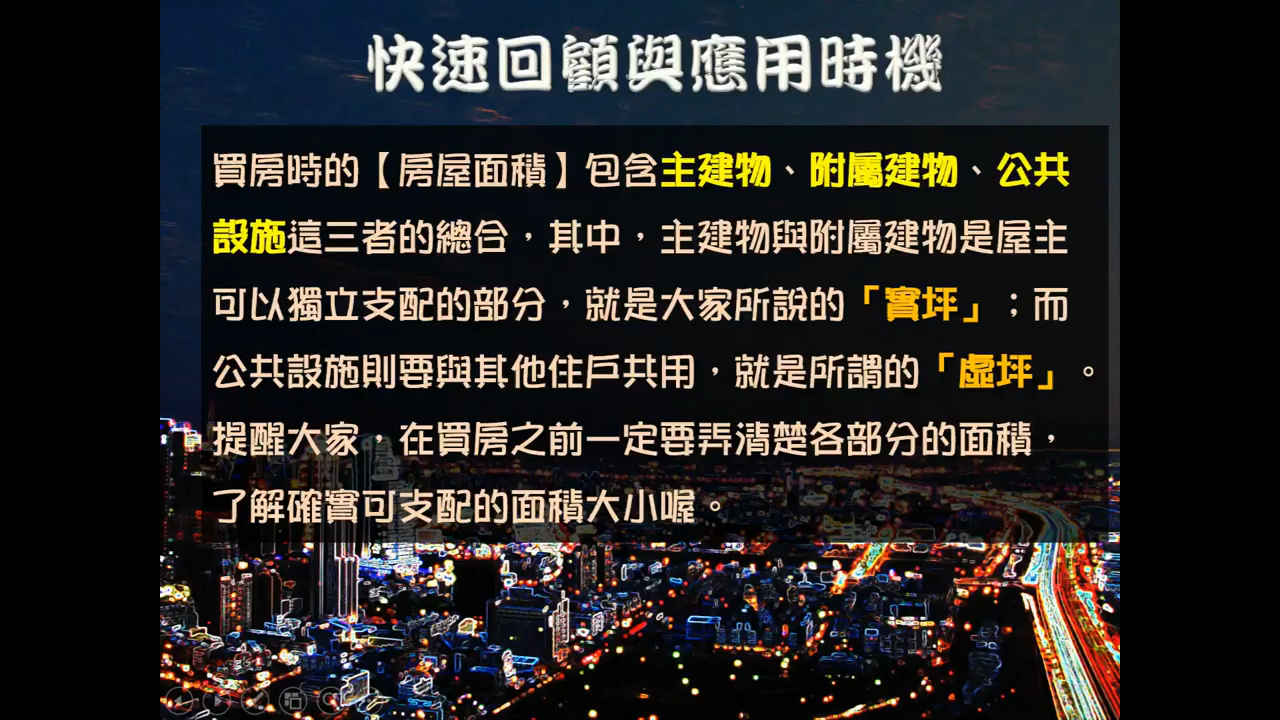 快速回顧與應用時機
買房時的【房屋面積】包含主建物、附屬建物、公共
設施這三者的總合，其中，主建物與附屬建物是屋主
可以獨立支配的部分，就是大家所說的「實坪」；而
公共設施則要與其他住戶共用，就是所謂的「虛坪」。
提醒大家，在買房之前一定要弄清楚各部分的面積，
了解確實可支配的面積大小喔。